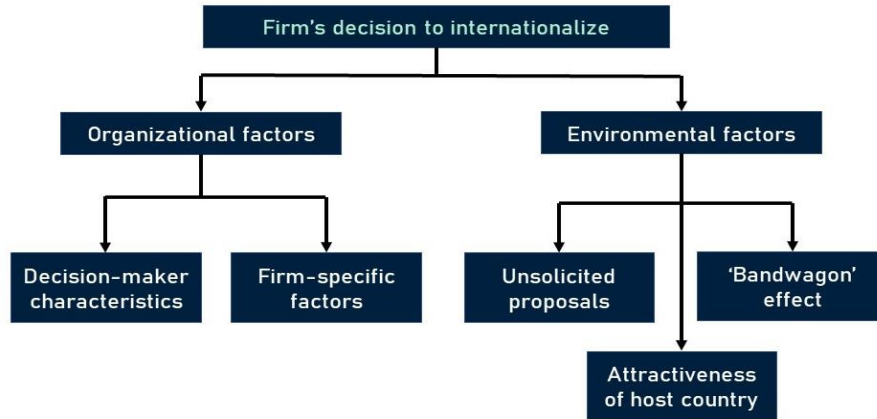 Firm's decision to internationalize
Organizational factors
Environmental factors
Decision-maker
characteristics
Firm-specific
factors
Unsolicited
proposals
‘Bandwagon’
effect
Attractiveness
of host country